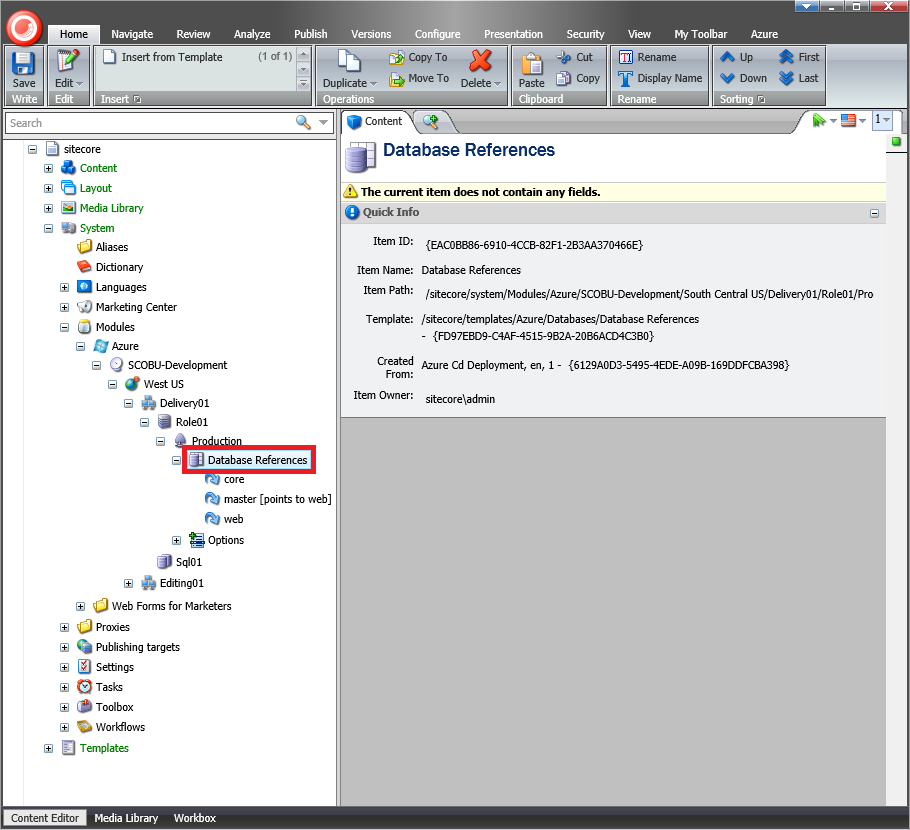 Home Navigate Review Analyze Publish Versions Configure Presentation Security View My Toolbar Azure
Insert from Template (1 of 1) Copy To Cut Rename Up First
Save Edit Duplicate Move To Delete Paste Copy Display Name Down Last
Write Edit Insert Operations Clipboard Rename Sorting
Search
Content
1
Database References
The current item does not contain any fields.
Quick Info
Item ID: {EAC0BB86-6910-4CCB-82F1-2B3AA370466E}
Item Name: Database References
Item Path: /sitecore/system/Modules/Azure/SCOBU-Development/South Central US/Delivery01/Role01/Pro
Template: /sitecore/templates/Azure/Databases/Database References
- {FD97EBD9-C4AF-4515-9B2A-20B6ACD4C3B0}
Created
From: Azure Cd Deployment, en, 1 - {6129A0D3-5495-4EDE-A09B-169DDFCBA398}
Item Owner: sitecore\admin
sitecore
Content
Layout
Media Library
System
Aliases
Dictionary
Languages
Marketing Center
Modules
Azure
SCOBU-Development
West US
Delivery01
Role01
Production
Database References
core
master [points to web]
web
Options
Sql01
Editing01
Web Forms for Marketers
Proxies
Publishing targets
Settings
Tasks
Toolbox
Workflows
Templates
Content Editor Media Library Workbox